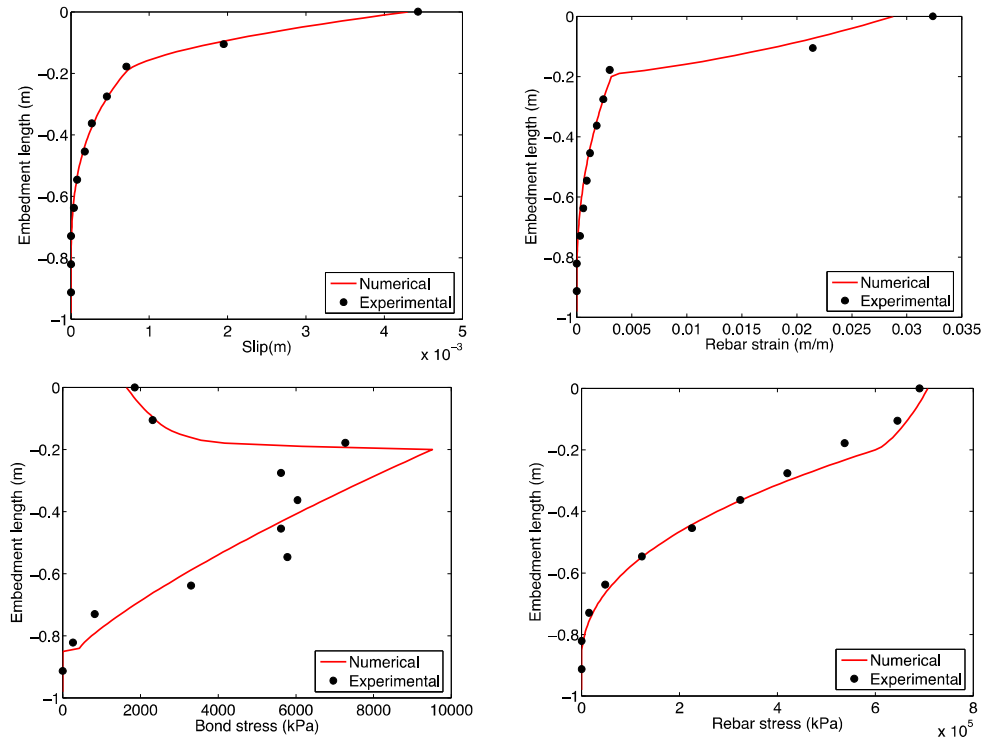 0
−0.2
−0.4
−0.6
−0.8
−1
Embedment length (m)
0
1
2
3
4
5
Slip(m)
x 10⁻³
Numerical
Experimental
0
−0.2
−0.4
−0.6
−0.8
−1
Embedment length (m)
0
0.005
0.01
0.015
0.02
0.025
0.03
0.035
Rebar strain (m/m)
Numerical
Experimental
0
−0.2
−0.4
−0.6
−0.8
−1
Embedment length (m)
0
2000
4000
6000
8000
10000
Bond stress (kPa)
Numerical
Experimental
0
−0.2
−0.4
−0.6
−0.8
−1
Embedment length (m)
0
2
4
6
8
Rebar stress (kPa)
x 10⁵
Numerical
Experimental